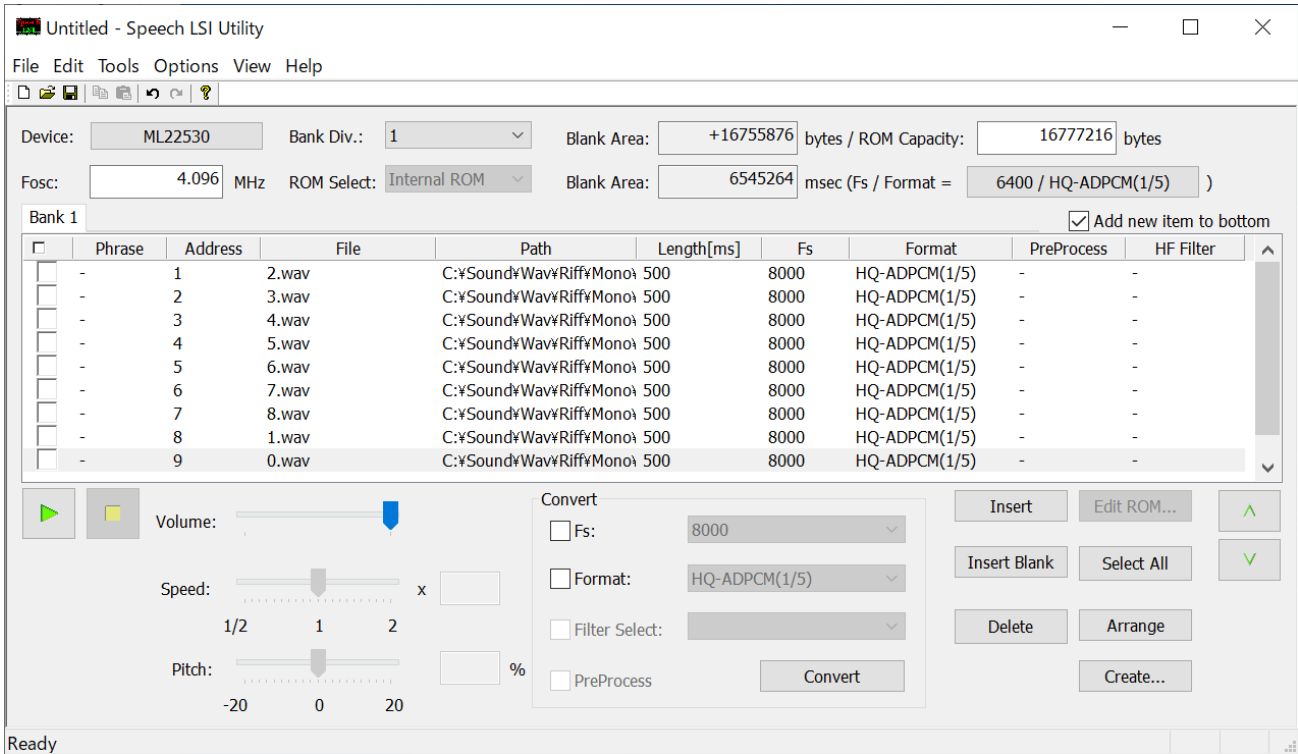 Untitled - Speech LSI Utility
File Edit Tools Options View Help
Device: ML22530 Bank Div.: 1 Blank Area: +16755876 bytes / ROM Capacity: 16777216 bytes
Fosc: 4.096 MHz ROM Select: Internal ROM Blank Area: 6545264 msec (Fs / Format = 6400 / HQ-ADPCM(1/5) )
Bank 1 Add new item to bottom
Phrase Address File Path Length[ms] Fs Format PreProcess HF Filter
- 1 2.wav C:¥Sound¥Wav¥Riff¥Mono¥ 500 8000 HQ-ADPCM(1/5) - -
- 2 3.wav C:¥Sound¥Wav¥Riff¥Mono¥ 500 8000 HQ-ADPCM(1/5) - -
- 3 4.wav C:¥Sound¥Wav¥Riff¥Mono¥ 500 8000 HQ-ADPCM(1/5) - -
- 4 5.wav C:¥Sound¥Wav¥Riff¥Mono¥ 500 8000 HQ-ADPCM(1/5) - -
- 5 6.wav C:¥Sound¥Wav¥Riff¥Mono¥ 500 8000 HQ-ADPCM(1/5) - -
- 6 7.wav C:¥Sound¥Wav¥Riff¥Mono¥ 500 8000 HQ-ADPCM(1/5) - -
- 7 8.wav C:¥Sound¥Wav¥Riff¥Mono¥ 500 8000 HQ-ADPCM(1/5) - -
- 8 1.wav C:¥Sound¥Wav¥Riff¥Mono¥ 500 8000 HQ-ADPCM(1/5) - -
- 9 0.wav C:¥Sound¥Wav¥Riff¥Mono¥ 500 8000 HQ-ADPCM(1/5) - -
Volume:
Speed: x
1/2 1 2
Pitch: %
-20 0 20
Convert
Fs: 8000
Format: HQ-ADPCM(1/5)
Filter Select:
PreProcess Convert
Insert Edit ROM...
Insert Blank Select All
Delete Arrange
Create...
Ready